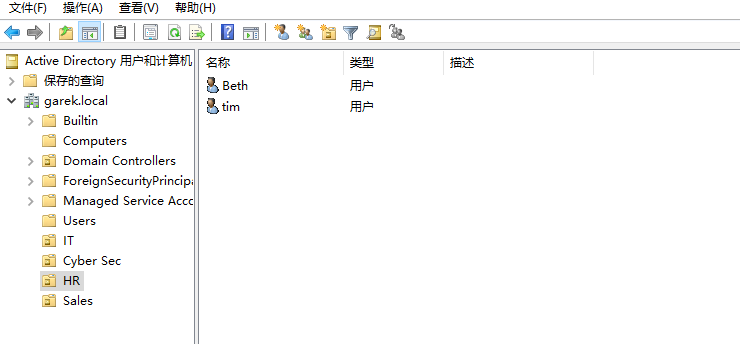 文件(F) 操作(A) 查看(V) 帮助(H)
Active Directory 用户和计算机
保存的查询
garek.local
Builtin
Computers
Domain Controllers
ForeignSecurityPrincipa
Managed Service Acco
Users
IT
Cyber Sec
HR
Sales
名称 类型 描述
Beth 用户
tim 用户